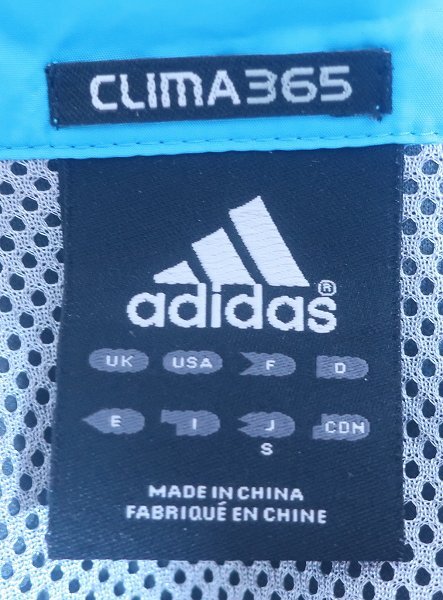 CLIMA365
adidas®
UK USA F D
E I J CDN
S
MADE IN CHINA
FABRIQUÉ EN CHINE